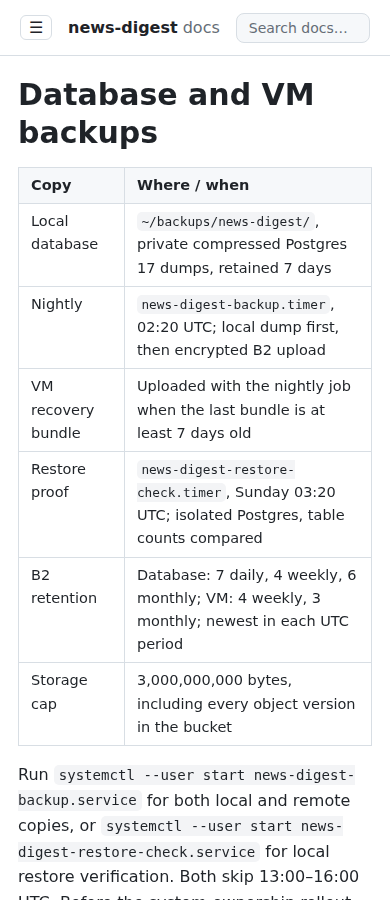 ☰ news-digest docs Search docs…
Database and VM
backups
Copy Where / when
Local database ~/backups/news-digest/ ,
private compressed Postgres
17 dumps, retained 7 days
Nightly news-digest-backup.timer ,
02:20 UTC; local dump first,
then encrypted B2 upload
VM recovery bundle Uploaded with the nightly job
when the last bundle is at
least 7 days old
Restore proof news-digest-restore-
check.timer , Sunday 03:20
UTC; isolated Postgres, table
counts compared
B2 retention Database: 7 daily, 4 weekly, 6
monthly; VM: 4 weekly, 3
monthly; newest in each UTC
period
Storage cap 3,000,000,000 bytes,
including every object version
in the bucket
Run systemctl --user start news-digest-
backup.service for both local and remote
copies, or systemctl --user start news-
digest-restore-check.service for local
restore verification. Both skip 13:00–16:00
UTC. Before the system ownership rollout